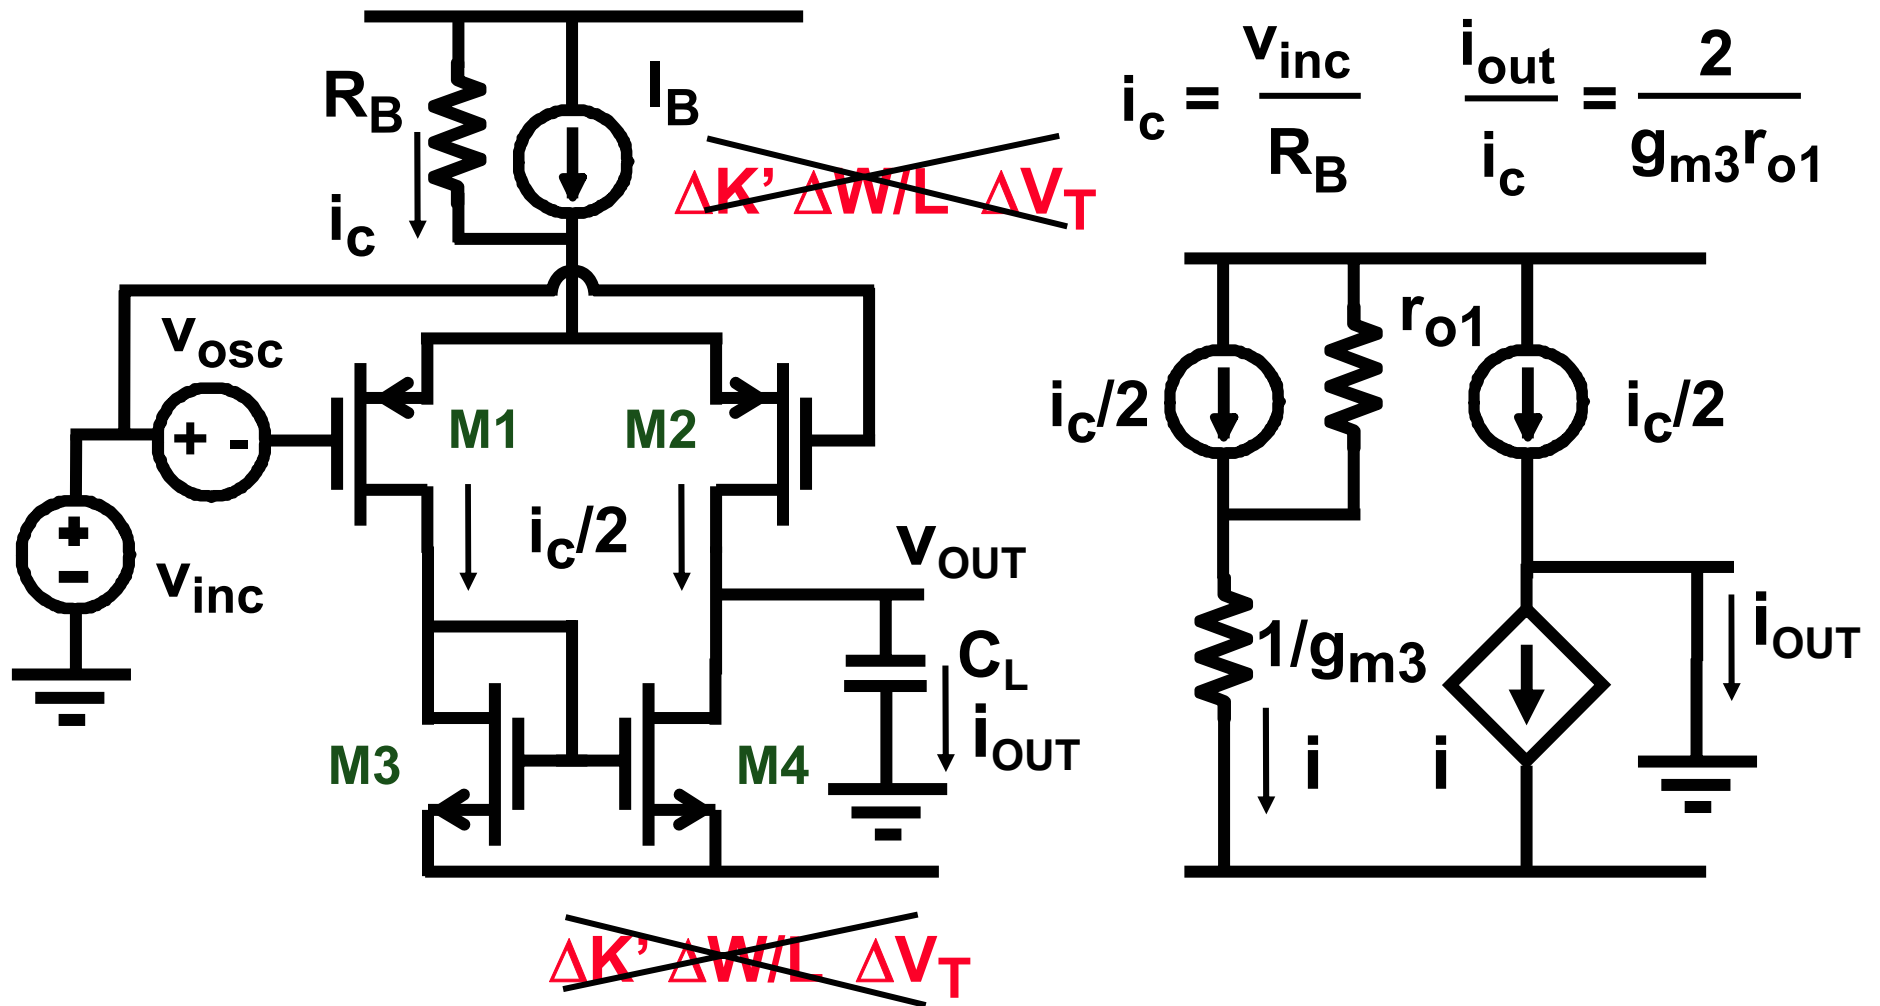 R_B
I_B
i_c
ΔK' ΔW/L ΔV_T
i_c = v_inc / R_B
i_out / i_c = 2 / g_m3 r_o1
v_osc
+ -
M1
M2
i_c/2
v_OUT
+
-
v_inc
C_L
i_OUT
M3
M4
ΔK' ΔW/L ΔV_T
r_o1
i_c/2
i_c/2
1/g_m3
i_OUT
i
i